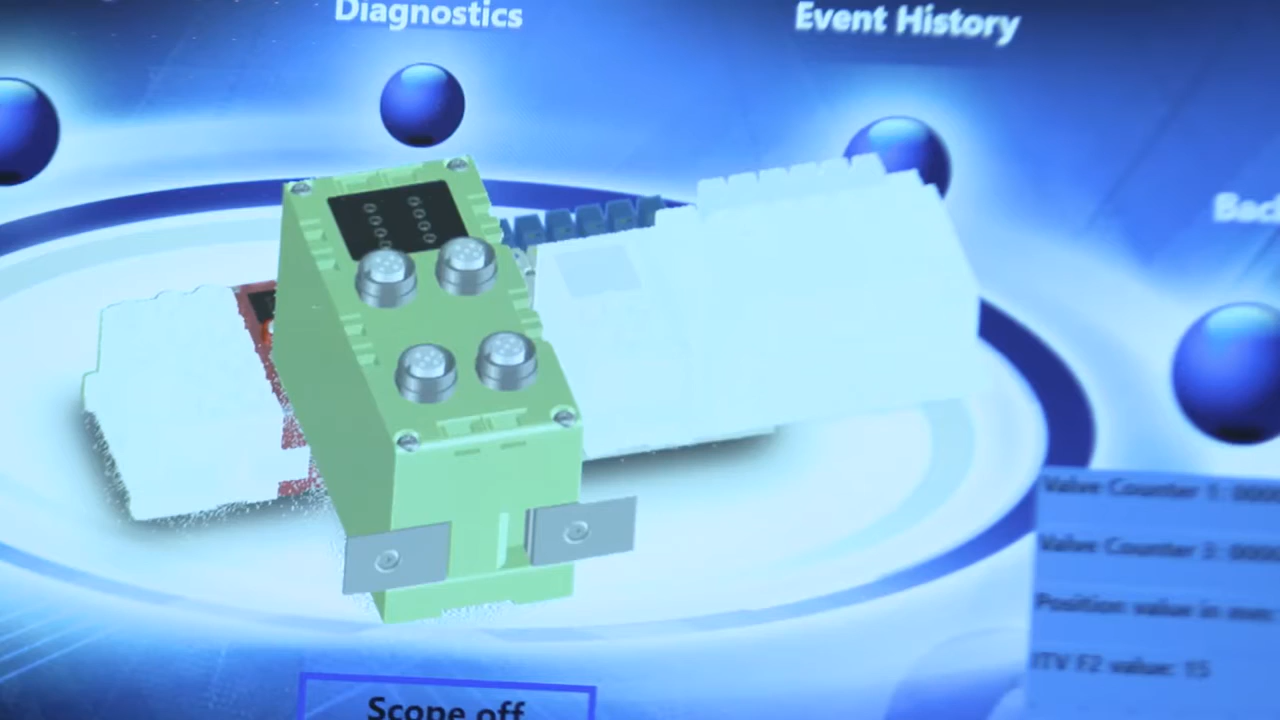 Diagnostics
Event History
Valve Counter 1:
Valve Counter 3:
Position value in mm
ITV F2 value: 15
Scope off